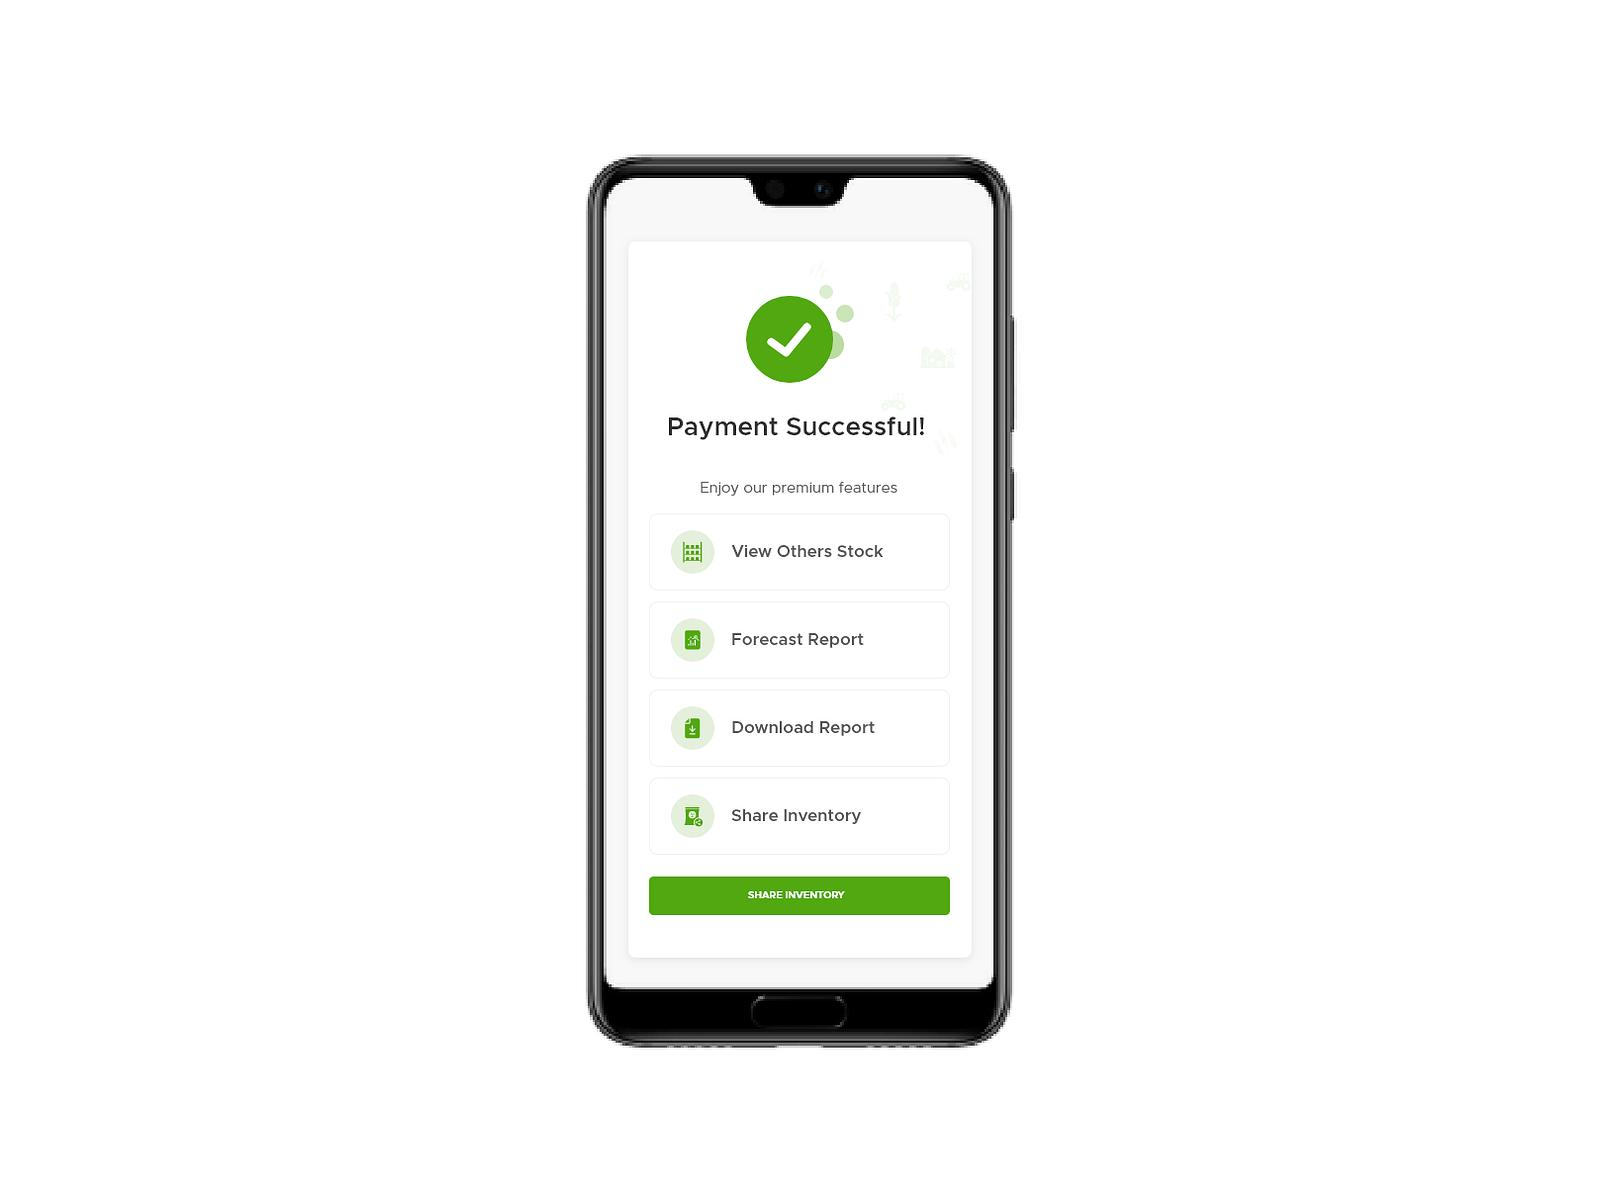 Payment Successful!
Enjoy our premium features
View Others Stock
Forecast Report
Download Report
Share Inventory
SHARE INVENTORY